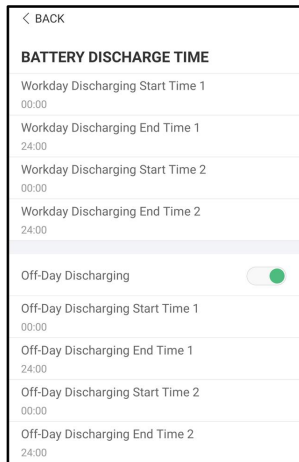 < BACK
BATTERY DISCHARGE TIME
Workday Discharging Start Time 1
00:00
Workday Discharging End Time 1
24:00
Workday Discharging Start Time 2
00:00
Workday Discharging End Time 2
24:00
Off-Day Discharging
Off-Day Discharging Start Time 1
00:00
Off-Day Discharging End Time 1
24:00
Off-Day Discharging Start Time 2
00:00
Off-Day Discharging End Time 2
24:00